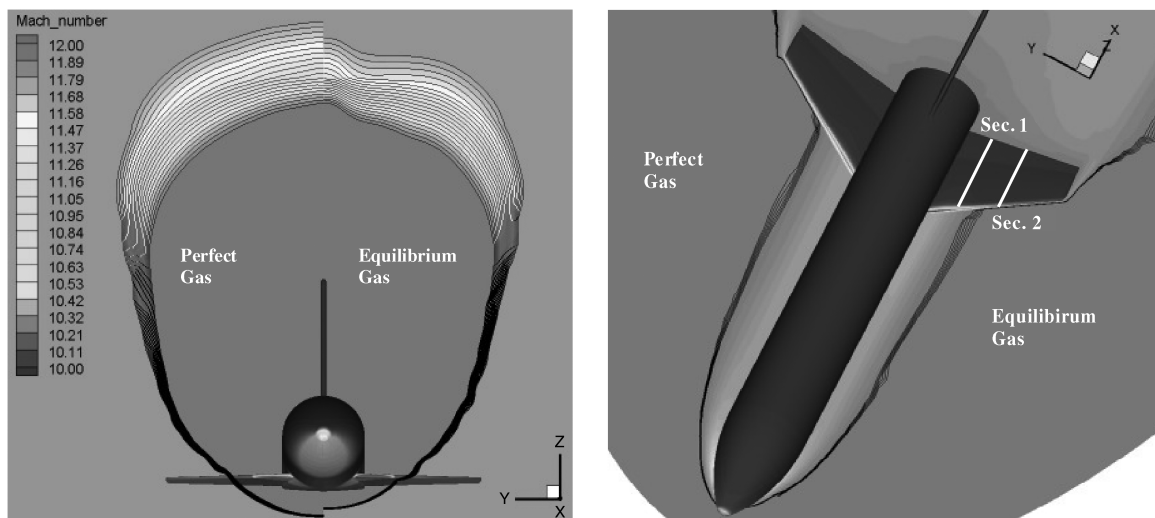 Mach_number
12.00
11.89
11.79
11.68
11.58
11.47
11.37
11.26
11.16
11.05
10.95
10.84
10.74
10.63
10.53
10.42
10.32
10.21
10.11
10.00
Perfect
Gas
Equilibrium
Gas
Z
Y
X
Perfect
Gas
Sec. 1
Sec. 2
Equilibirum
Gas
X
Y
Z